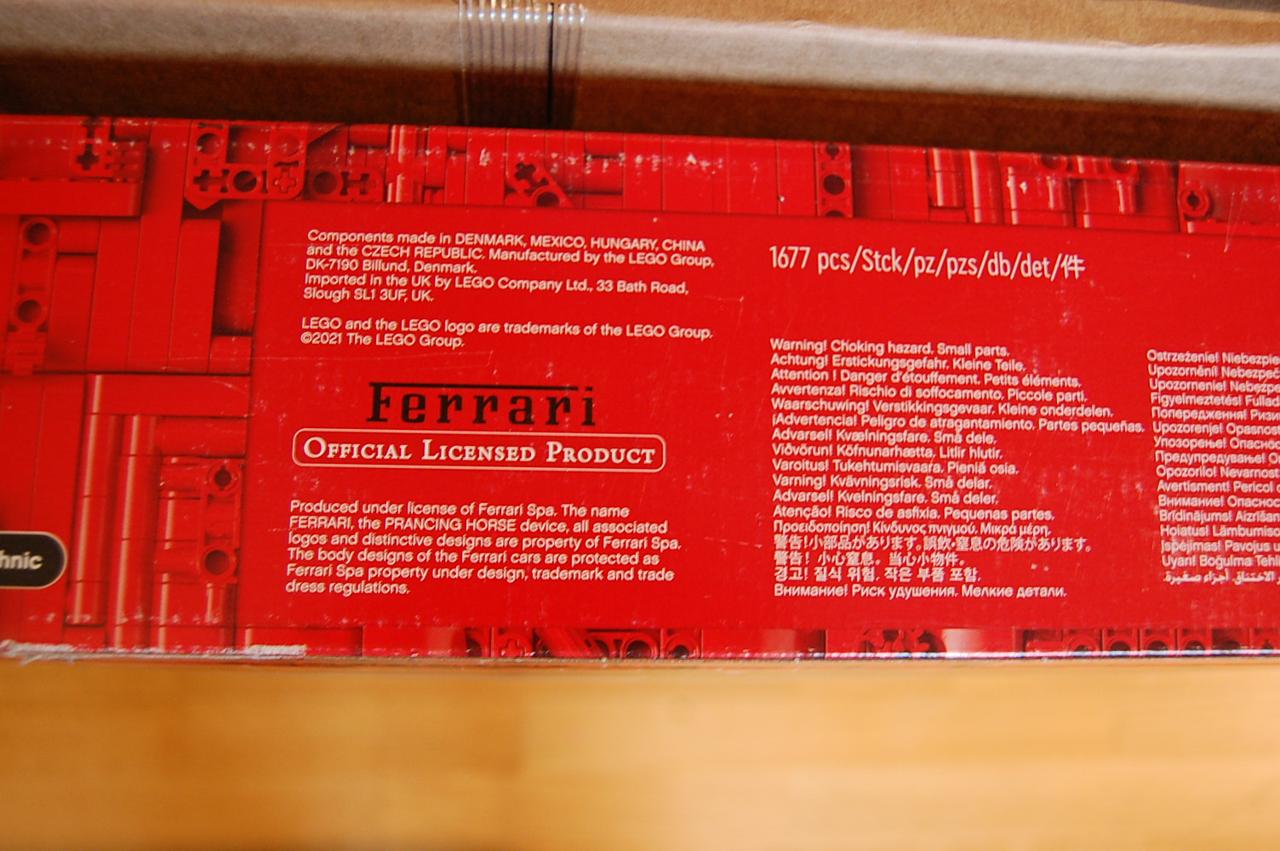 Components made in DENMARK, MEXICO, HUNGARY, CHINA
and the CZECH REPUBLIC. Manufactured by the LEGO Group,
DK-7190 Billund, Denmark.
Imported in the UK by LEGO Company Ltd., 33 Bath Road,
Slough SL1 3UF, UK.
LEGO and the LEGO logo are trademarks of the LEGO Group.
©2021 The LEGO Group.
Ferrari
OFFICIAL LICENSED PRODUCT
Produced under license of Ferrari Spa. The name
FERRARI, the PRANCING HORSE device, all associated
logos and distinctive designs are property of Ferrari Spa.
The body designs of the Ferrari cars are protected as
Ferrari Spa property under design, trademark and trade
dress regulations.
hnic
1677 pcs/Stck/pz/pzs/db/det/件
Warning! Choking hazard. Small parts.
Achtung! Erstickungsgefahr. Kleine Teile.
Attention ! Danger d'étouffement. Petits éléments.
Avvertenza! Rischio di soffocamento. Piccole parti.
Waarschuwing! Verstikkingsgevaar. Kleine onderdelen.
¡Advertencia! Peligro de atragantamiento. Partes pequeñas.
Advarsel! Kvælningsfare. Små dele.
Viðvörun! Köfnunarhætta. Litlir hlutir.
Varoitus! Tukehtumisvaara. Pieniä osia.
Varning! Kvävningsrisk. Små delar.
Advarsel! Kvelningsfare. Små deler.
Atenção! Risco de asfixia. Pequenas partes.
Προειδοποίηση! Κίνδυνος πνιγμού. Μικρά μέρη.
警告!小部品があります。誤飲・窒息の危険があります。
警告! 小心窒息。当心小物件。
경고! 질식 위험. 작은 부품 포함.
Внимание! Риск удушения. Мелкие детали.
Ostrzeżenie! Niebezpie
Upozornění! Nebezpeč
Upozornenie! Nebezpe
Figyelmeztetés! Fullad
Попередження! Ризи
Upozorenje! Opasnost
Упозорење! Опасно
Предупредување! О
Opozorilo! Nevarnost
Avertisment! Pericol d
Внимание! Опаснос
Brīdinājums! Aizrīšan
Hoiatus! Lämbumiso
Įspėjimas! Pavojus u
Uyarı! Boğulma Tehli
الاختناق. أجزاء صغيرة.